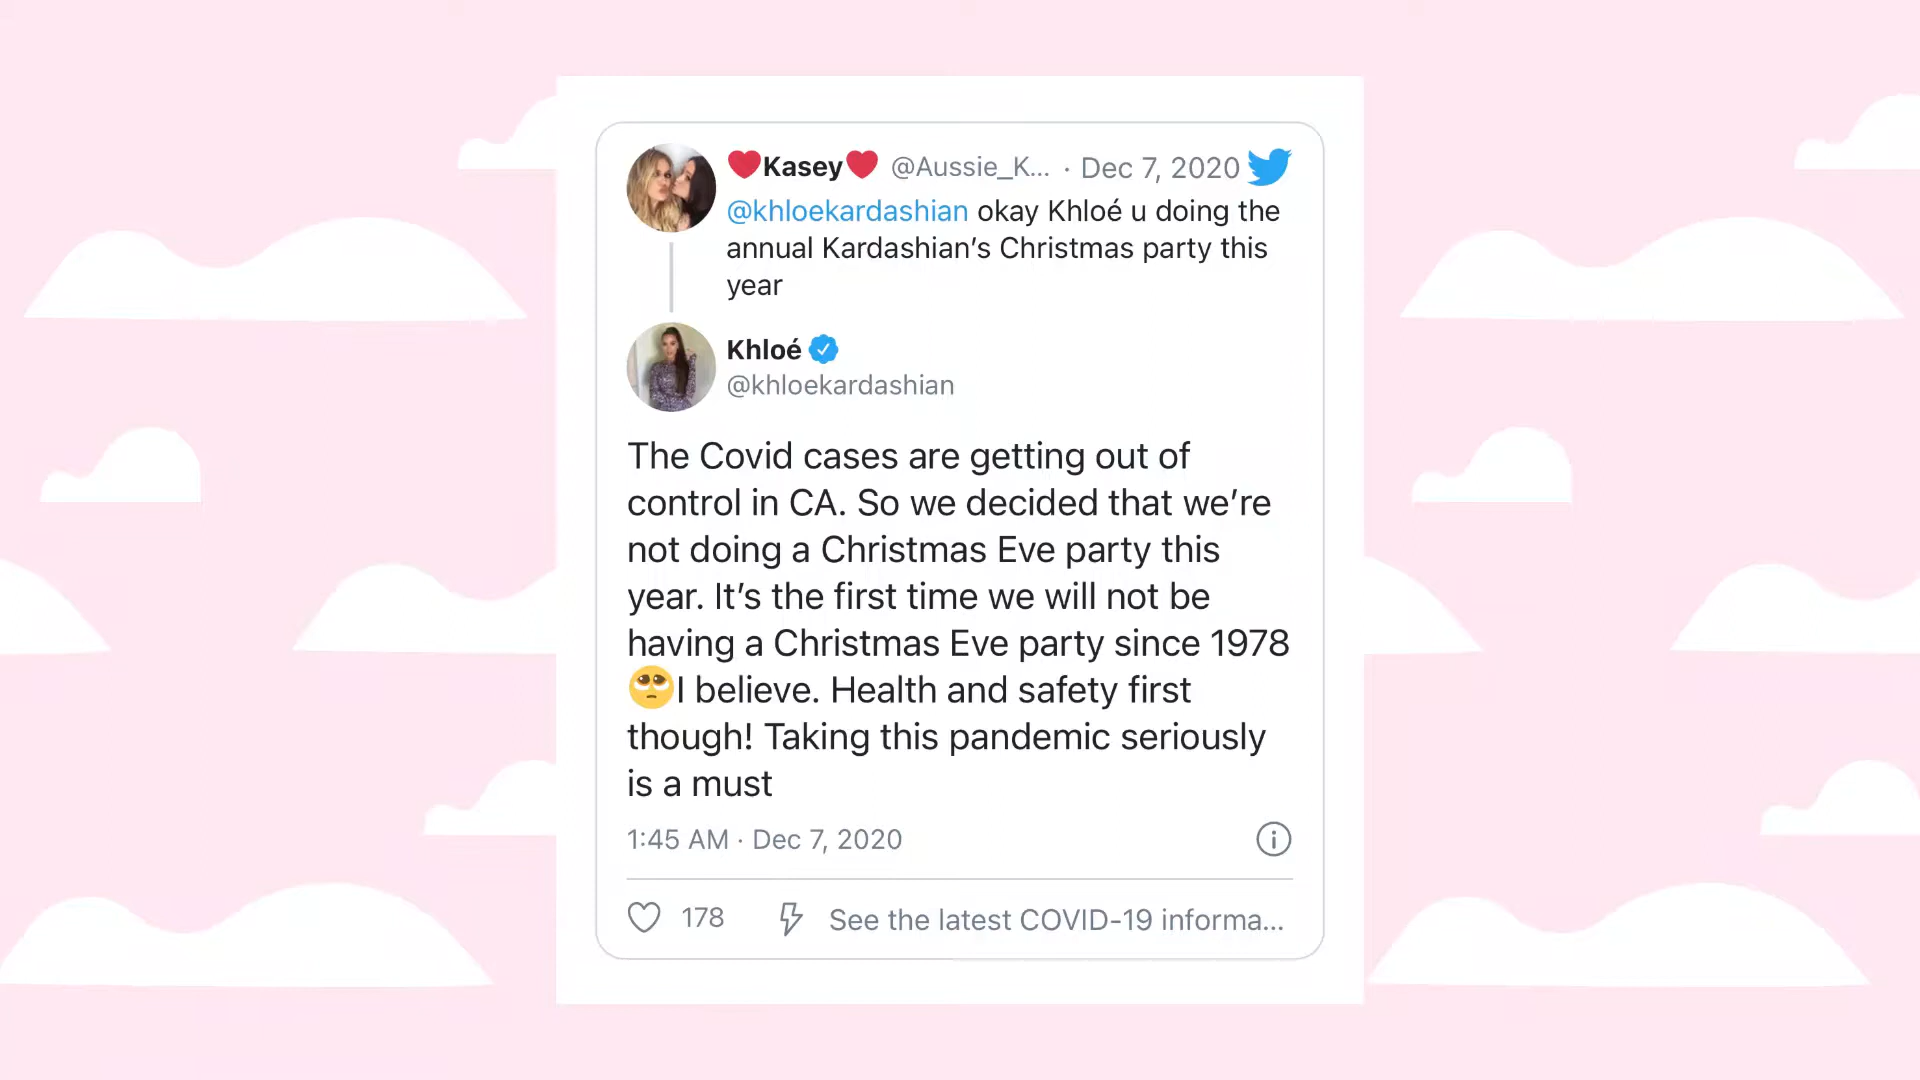 ❤️Kasey❤️ @Aussie_K... · Dec 7, 2020
@khloekardashian okay Khloé u doing the
annual Kardashian’s Christmas party this
year
Khloé
@khloekardashian
The Covid cases are getting out of
control in CA. So we decided that we’re
not doing a Christmas Eve party this
year. It’s the first time we will not be
having a Christmas Eve party since 1978
🥺I believe. Health and safety first
though! Taking this pandemic seriously
is a must
1:45 AM · Dec 7, 2020
178 See the latest COVID-19 informa...